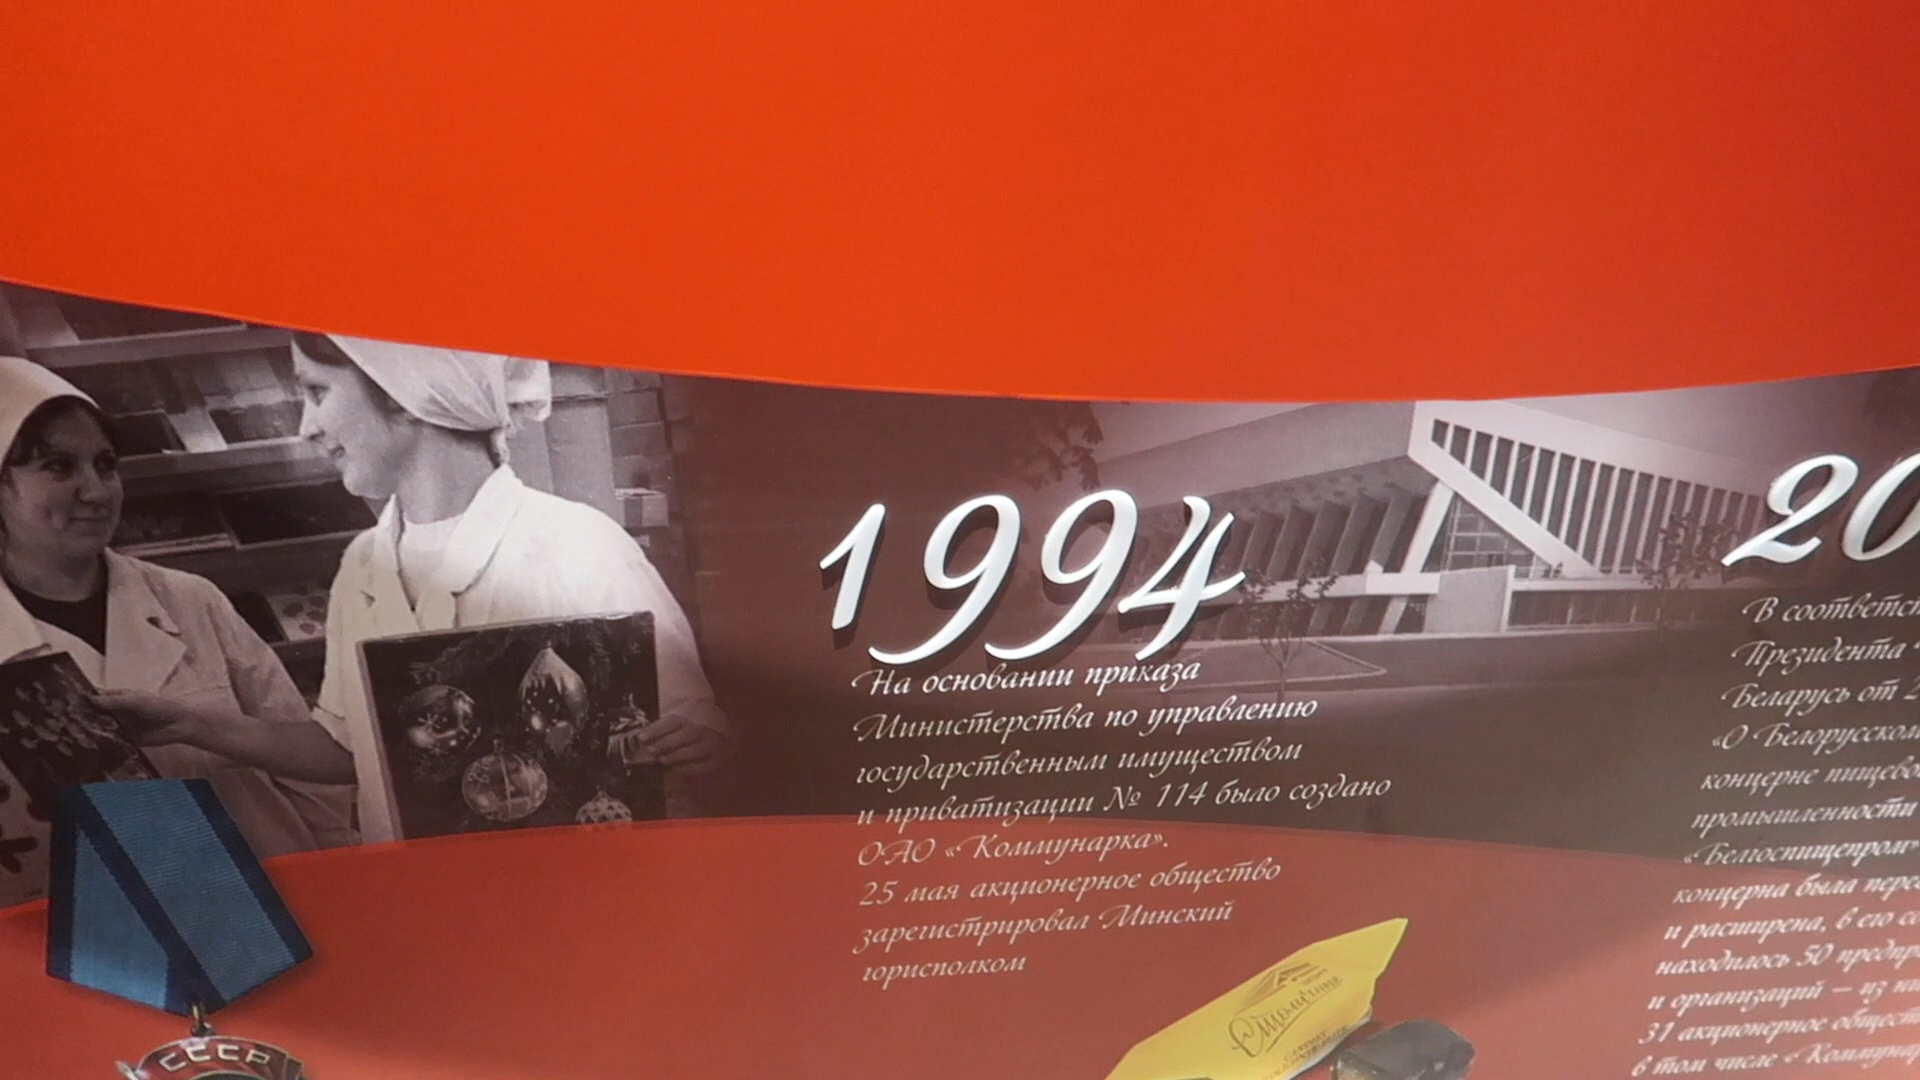 1994
На основании приказа
Министерства по управлению
государственным имуществом
и приватизации № 114 было создано
ОАО «Коммунарка».
25 мая акционерное общество
зарегистрировал Минский
горисполком
20
В соответс
Президента
Беларусь от 2
«О Белорусском
концерне пищево
промышленности
«Белгоспищепром»
концерна была пере
и расширена, в его со
находилось 50 предпр
и организаций — из ни
31 акционерное общест
в том числе «Коммунар
Столичные
СССР